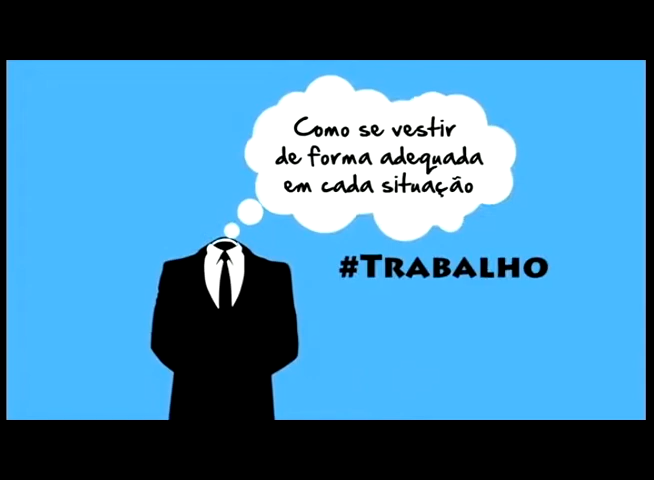 Como se vestir
de forma adequada
em cada situação
#TRABALHO